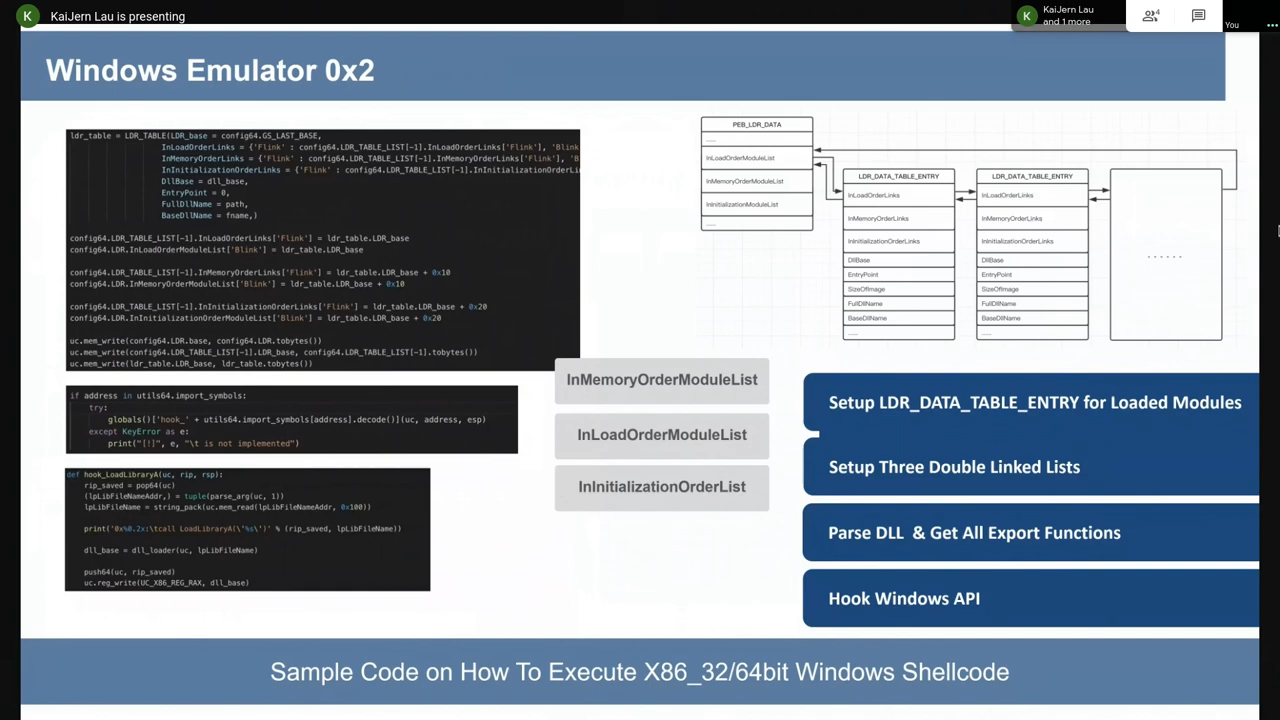 K KaiJern Lau is presenting
K KaiJern Lau
and 1 more
4
You
Windows Emulator 0x2
ldr_table = LDR_TABLE(LDR_base = config64.GS_LAST_BASE,
InLoadOrderLinks = {'Flink' : config64.LDR_TABLE_LIST[-1].InLoadOrderLinks['Flink'], 'Blink
InMemoryOrderLinks = {'Flink' : config64.LDR_TABLE_LIST[-1].InMemoryOrderLinks['Flink'], 'B
InInitializationOrderLinks = {'Flink' : config64.LDR_TABLE_LIST[-1].InInitializationOrderLin
DllBase = dll_base,
EntryPoint = 0,
FullDllName = path,
BaseDllName = fname,)
config64.LDR_TABLE_LIST[-1].InLoadOrderLinks['Flink'] = ldr_table.LDR_base
config64.LDR.InLoadOrderModuleList['Blink'] = ldr_table.LDR_base
config64.LDR_TABLE_LIST[-1].InMemoryOrderLinks['Flink'] = ldr_table.LDR_base + 0x10
config64.LDR.InMemoryOrderModuleList['Blink'] = ldr_table.LDR_base + 0x10
config64.LDR_TABLE_LIST[-1].InInitializationOrderLinks['Flink'] = ldr_table.LDR_base + 0x20
config64.LDR.InInitializationOrderModuleList['Blink'] = ldr_table.LDR_base + 0x20
uc.mem_write(config64.LDR.base, config64.LDR.tobytes())
uc.mem_write(config64.LDR_TABLE_LIST[-1].LDR_base, config64.LDR_TABLE_LIST[-1].tobytes())
uc.mem_write(ldr_table.LDR_base, ldr_table.tobytes())
if address in utils64.import_symbols:
try:
globals()['hook_' + utils64.import_symbols[address].decode()](uc, address, esp)
except KeyError as e:
print("[!]", e, "\t is not implemented")
def hook_LoadLibraryA(uc, rip, rsp):
rip_saved = pop64(uc)
(lpLibFileNameAddr,) = tuple(parse_arg(uc, 1))
lpLibFileName = string_pack(uc.mem_read(lpLibFileNameAddr, 0x100))
print('0x%0.2x:\tcall LoadLibraryA(\'%s\')' % (rip_saved, lpLibFileName))
dll_base = dll_loader(uc, lpLibFileName)
push64(uc, rip_saved)
uc.reg_write(UC_X86_REG_RAX, dll_base)
InMemoryOrderModuleList
InLoadOrderModuleList
InInitializationOrderList
PEB_LDR_DATA
......
InLoadOrderModuleList
InMemoryOrderModuleList
InInitializationModuleList
......
LDR_DATA_TABLE_ENTRY
InLoadOrderLinks
InMemoryOrderLinks
InInitializationOrderLinks
DllBase
EntryPoint
SizeOfImage
FullDllName
BaseDllName
......
LDR_DATA_TABLE_ENTRY
InLoadOrderLinks
InMemoryOrderLinks
InInitializationOrderLinks
DllBase
EntryPoint
SizeOfImage
FullDllName
BaseDllName
......
......
Setup LDR_DATA_TABLE_ENTRY for Loaded Modules
Setup Three Double Linked Lists
Parse DLL & Get All Export Functions
Hook Windows API
Sample Code on How To Execute X86_32/64bit Windows Shellcode